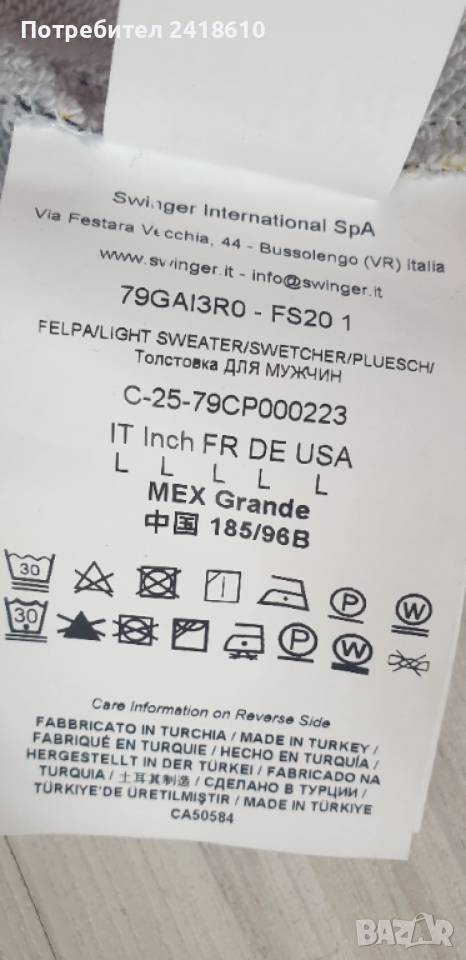 Потребител 2418610
Swinger International SpA
Via Festara Vecchia, 44 - Bussolengo (VR) Italia
www.swinger.it - info@swinger.it
79GAI3R0 - FS20 1
FELPA/LIGHT SWEATER/SWETCHER/PLUESCH/
Толстовка ДЛЯ МУЖЧИН
C-25-79CP000223
IT Inch FR DE USA
L L L L L
MEX Grande
中国 185/96B
30 P W
30 P W
Care Information on Reverse Side
FABBRICATO IN TURCHIA / MADE IN TURKEY /
FABRIQUÉ EN TURQUIE / HECHO EN TURQUÍA /
HERGESTELLT IN DER TÜRKEI / FABRICADO NA
TURQUIA / 土耳其制造 / СДЕЛАНО В ТУРЦИИ /
TÜRKIYE'DE ÜRETILMIŞTIR / MADE IN TÜRKIYE
CA50584
BAZAR